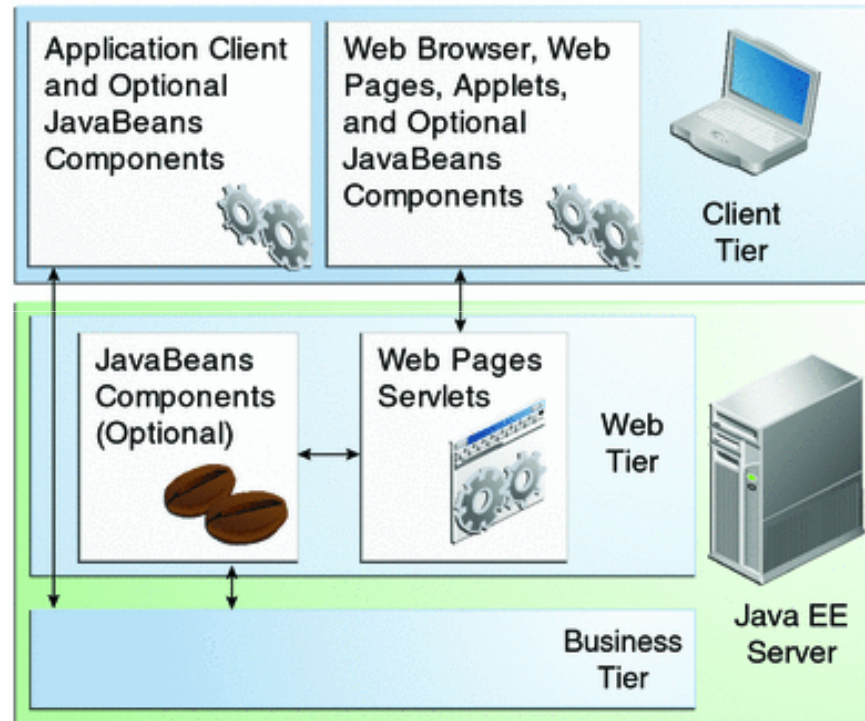 Application Client
and Optional
JavaBeans
Components
Web Browser, Web
Pages, Applets,
and Optional
JavaBeans
Components
Client
Tier
JavaBeans
Components
(Optional)
Web Pages
Servlets
Web
Tier
Java EE
Server
Business
Tier